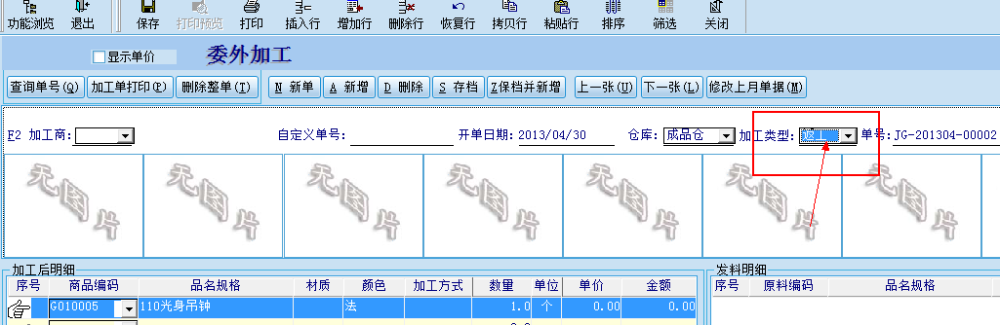 功能浏览 退出 保存 打印预览 打印 插入行 增加行 删除行 恢复行 拷贝行 粘贴行 排序 筛选 关闭
显示单价 委外加工
查询单号(Q) 加工单打印(P) 删除整单(T) N 新单 A 新增 D 删除 S 存档 Z保档并新增 上一张(U) 下一张(L) 修改上月单据(M)
F2 加工商: 自定义单号: 开单日期: 2013/04/30 仓库: 成品仓 加工类型: 单号: JG-201304-00002
无图片 无图片 无图片 无图片 无图片 无图片 无图片
加工后明细 发料明细
序号 商品编码 品名规格 材质 颜色 加工方式 数量 单位 单价 金额 序号 原料编码 品名规格
G010005 110光身吊钟 法 1.0 个 0.00 0.00